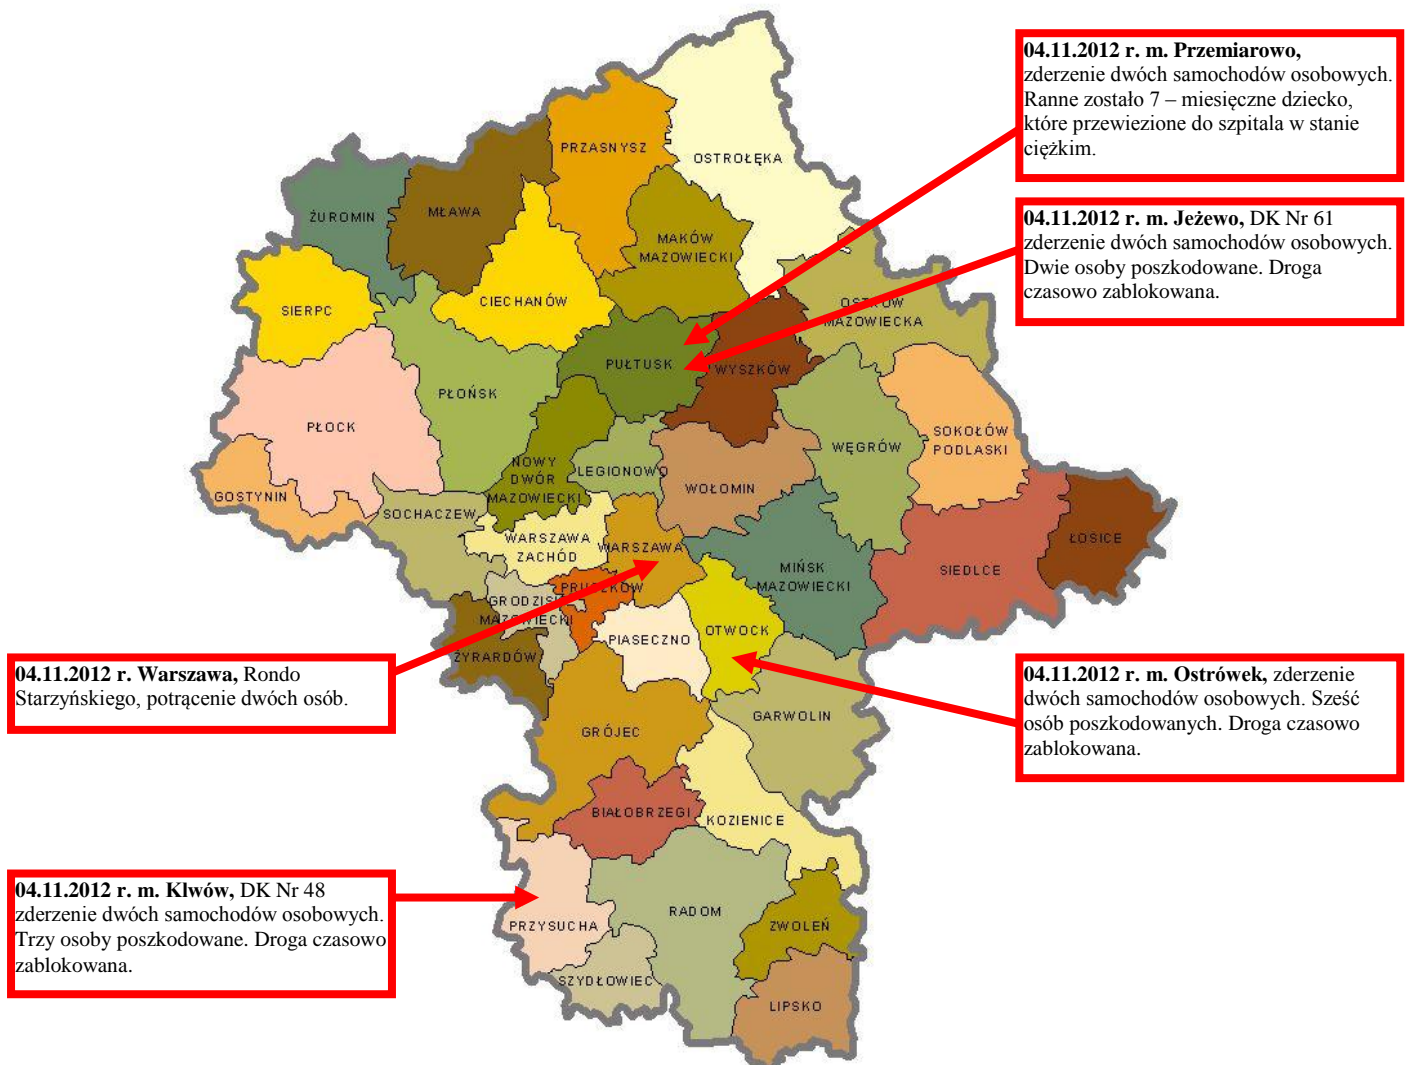 04.11.2012 r. m. Przemiarowo,
zderzenie dwóch samochodów osobowych.
Ranne zostało 7 – miesięczne dziecko,
które przewiezione do szpitala w stanie
ciężkim.
04.11.2012 r. m. Jeżewo, DK Nr 61
zderzenie dwóch samochodów osobowych.
Dwie osoby poszkodowane. Droga
czasowo zablokowana.
PRZASNYSZ
OSTROŁĘKA
ŻUROMIN
MŁAWA
MAKÓW
MAZOWIECKI
SIERPC
CIECHANÓW
OSTRÓW
MAZOWIECKA
PUŁTUSK
WYSZKÓW
PŁOŃSK
PŁOCK
WĘGRÓW
SOKOŁÓW
PODLASKI
NOWY
DWÓR
MAZOWIECKI
LEGIONOWO
WOŁOMIN
GOSTYNIN
SOCHACZEW
WARSZAWA
ZACHÓD
WARSZAWA
MIŃSK
MAZOWIECKI
SIEDLCE
ŁOSICE
PRUSZKÓW
GRODZISK
MAZOWIECKI
PIASECZNO
OTWOCK
ŻYRARDÓW
04.11.2012 r. Warszawa, Rondo
Starzyńskiego, potrącenie dwóch osób.
04.11.2012 r. m. Ostrówek, zderzenie
dwóch samochodów osobowych. Sześć
osób poszkodowanych. Droga czasowo
zablokowana.
GARWOLIN
GRÓJEC
BIAŁOBRZEGI
KOZIENICE
04.11.2012 r. m. Klwów, DK Nr 48
zderzenie dwóch samochodów osobowych.
Trzy osoby poszkodowane. Droga czasowo
zablokowana.
PRZYSUCHA
RADOM
ZWOLEŃ
SZYDŁOWIEC
LIPSKO